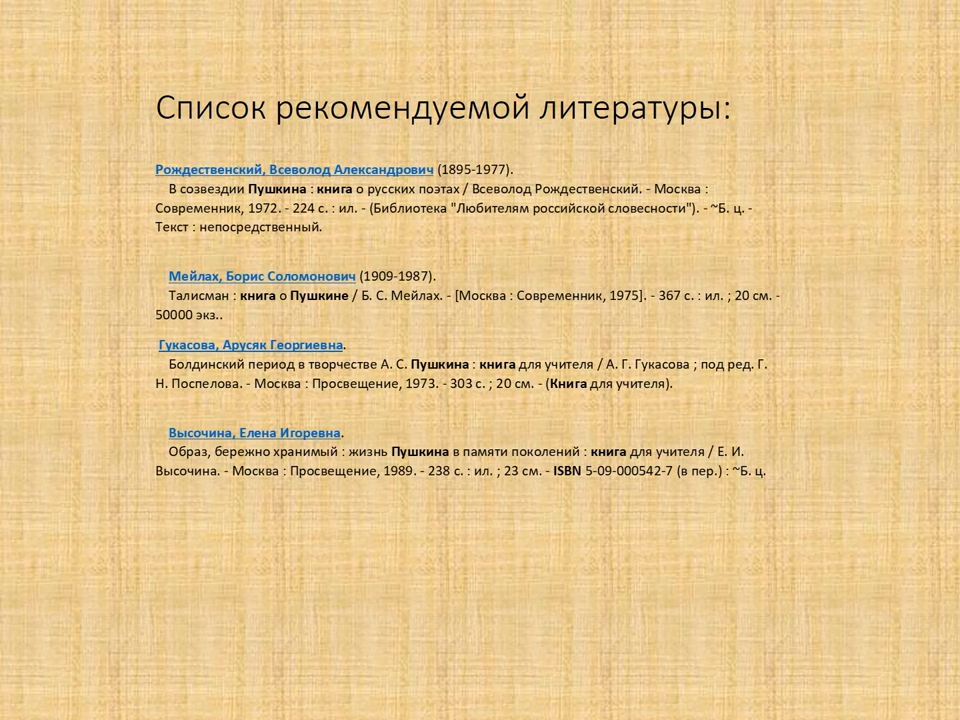 Список рекомендуемой литературы:
Рождественский, Всеволод Александрович (1895-1977).
В созвездии Пушкина : книга о русских поэтах / Всеволод Рождественский. - Москва :
Современник, 1972. - 224 с. : ил. - (Библиотека "Любителям российской словесности"). - ~Б. ц. -
Текст : непосредственный.
Мейлах, Борис Соломонович (1909-1987).
Талисман : книга о Пушкине / Б. С. Мейлах. - [Москва : Современник, 1975]. - 367 с. : ил. ; 20 см. -
50000 экз..
Гукасова, Арусяк Георгиевна.
Болдинский период в творчестве А. С. Пушкина : книга для учителя / А. Г. Гукасова ; под ред. Г.
Н. Поспелова. - Москва : Просвещение, 1973. - 303 с. ; 20 см. - (Книга для учителя).
Высочина, Елена Игоревна.
Образ, бережно хранимый : жизнь Пушкина в памяти поколений : книга для учителя / Е. И.
Высочина. - Москва : Просвещение, 1989. - 238 с. : ил. ; 23 см. - ISBN 5-09-000542-7 (в пер.) : ~Б. ц.